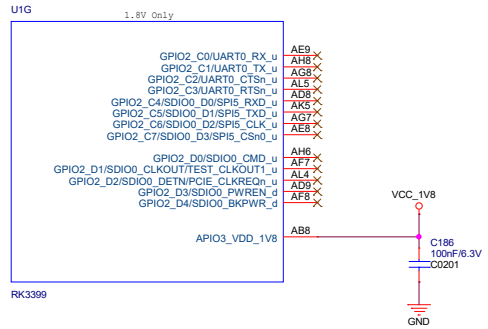 U1G
1.8V Only
GPIO2_C0/UART0_RX_u AE9
GPIO2_C1/UART0_TX_u AH8
GPIO2_C2/UART0_CTSn_u AG8
GPIO2_C3/UART0_RTSn_u AL5
GPIO2_C4/SDIO0_D0/SPI5_RXD_u AD8
GPIO2_C5/SDIO0_D1/SPI5_TXD_u AK5
GPIO2_C6/SDIO0_D2/SPI5_CLK_u AG7
GPIO2_C7/SDIO0_D3/SPI5_CSn0_u AE8
GPIO2_D0/SDIO0_CMD_u AH6
GPIO2_D1/SDIO0_CLKOUT/TEST_CLKOUT1_u AF7
GPIO2_D2/SDIO0_DETN/PCIE_CLKREQn_u AL4
GPIO2_D3/SDIO0_PWREN_d AD9
GPIO2_D4/SDIO0_BKPWR_d AF8
APIO3_VDD_1V8 AB8
VCC_1V8
C186
100nF/6.3V
C0201
GND
RK3399